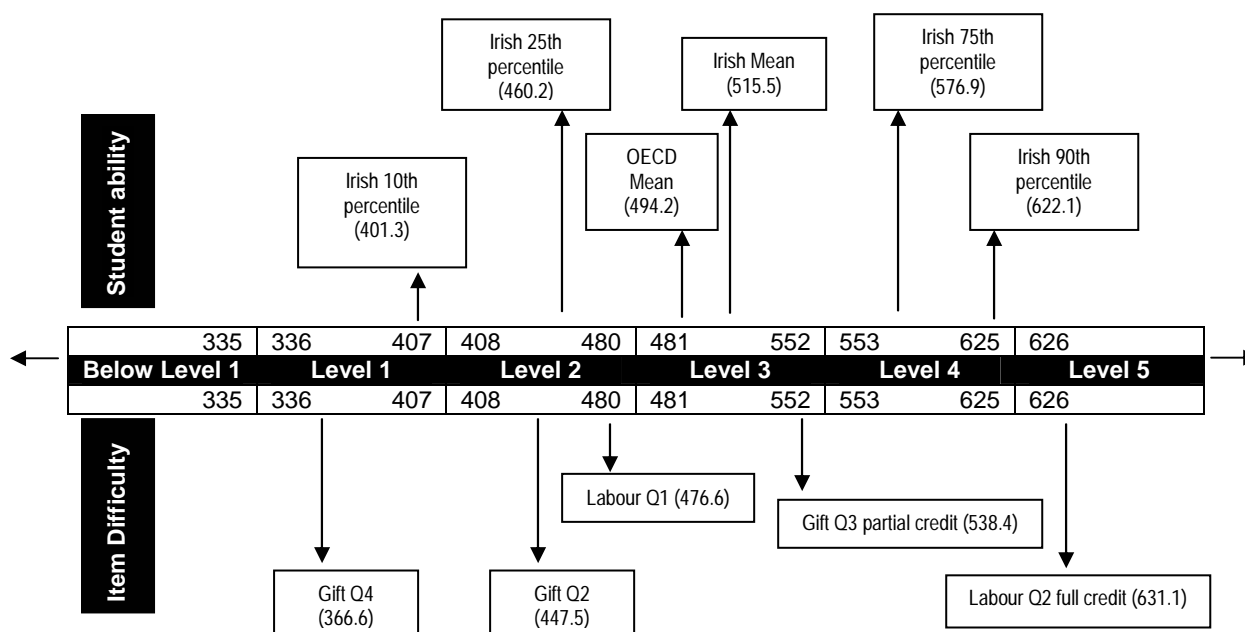 Student ability
Irish 25th
percentile
(460.2)
Irish Mean
(515.5)
Irish 75th
percentile
(576.9)
Irish 10th
percentile
(401.3)
OECD
Mean
(494.2)
Irish 90th
percentile
(622.1)
335 336 407 408 480 481 552 553 625 626
Below Level 1 Level 1 Level 2 Level 3 Level 4 Level 5
335 336 407 408 480 481 552 553 625 626
Item Difficulty
Labour Q1 (476.6)
Gift Q3 partial credit (538.4)
Gift Q4
(366.6)
Gift Q2
(447.5)
Labour Q2 full credit (631.1)